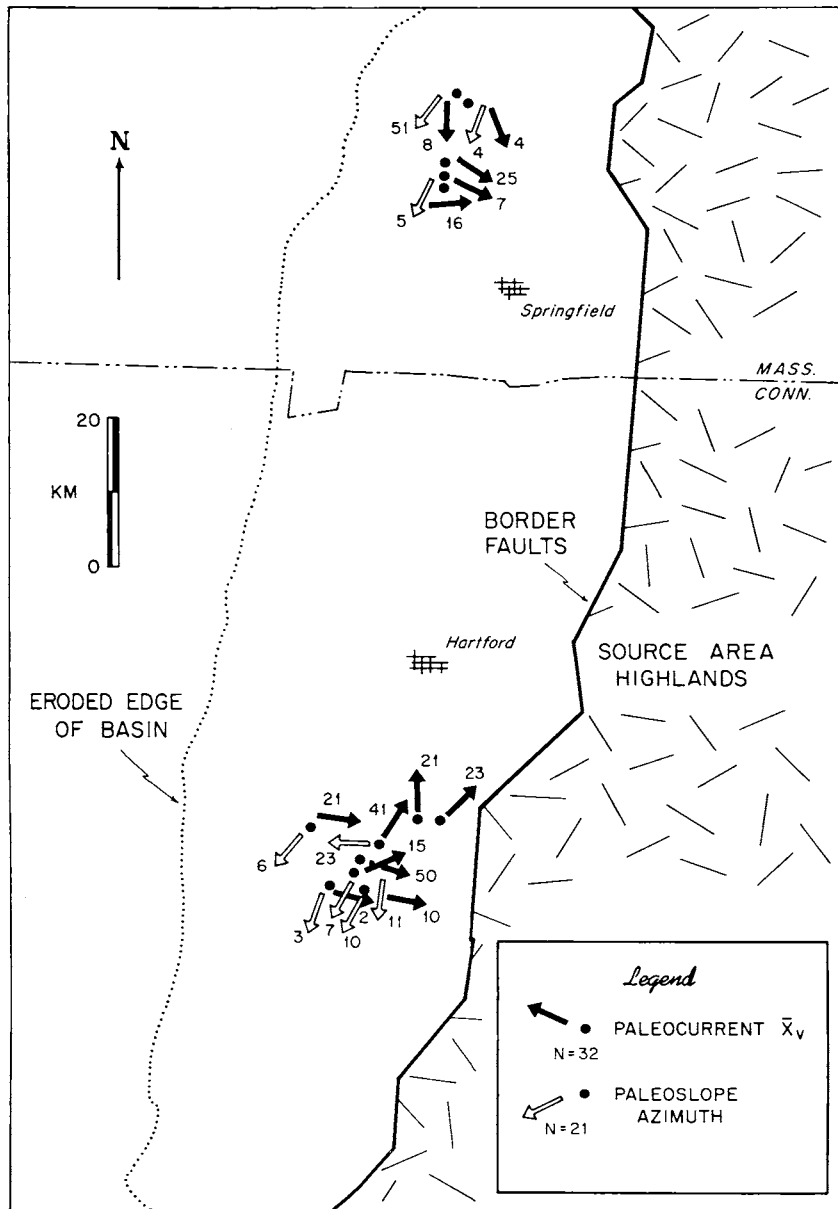 N
51
8
4
4
25
7
5
16
Springfield
MASS.
CONN.
20
KM
0
BORDER
FAULTS
Hartford
SOURCE AREA
HIGHLANDS
ERODED EDGE
OF BASIN
21
23
21
41
15
23
6
50
2
10
3
7
10
11
Legend
PALEOCURRENT X̄v
N=32
PALEOSLOPE
AZIMUTH
N=21